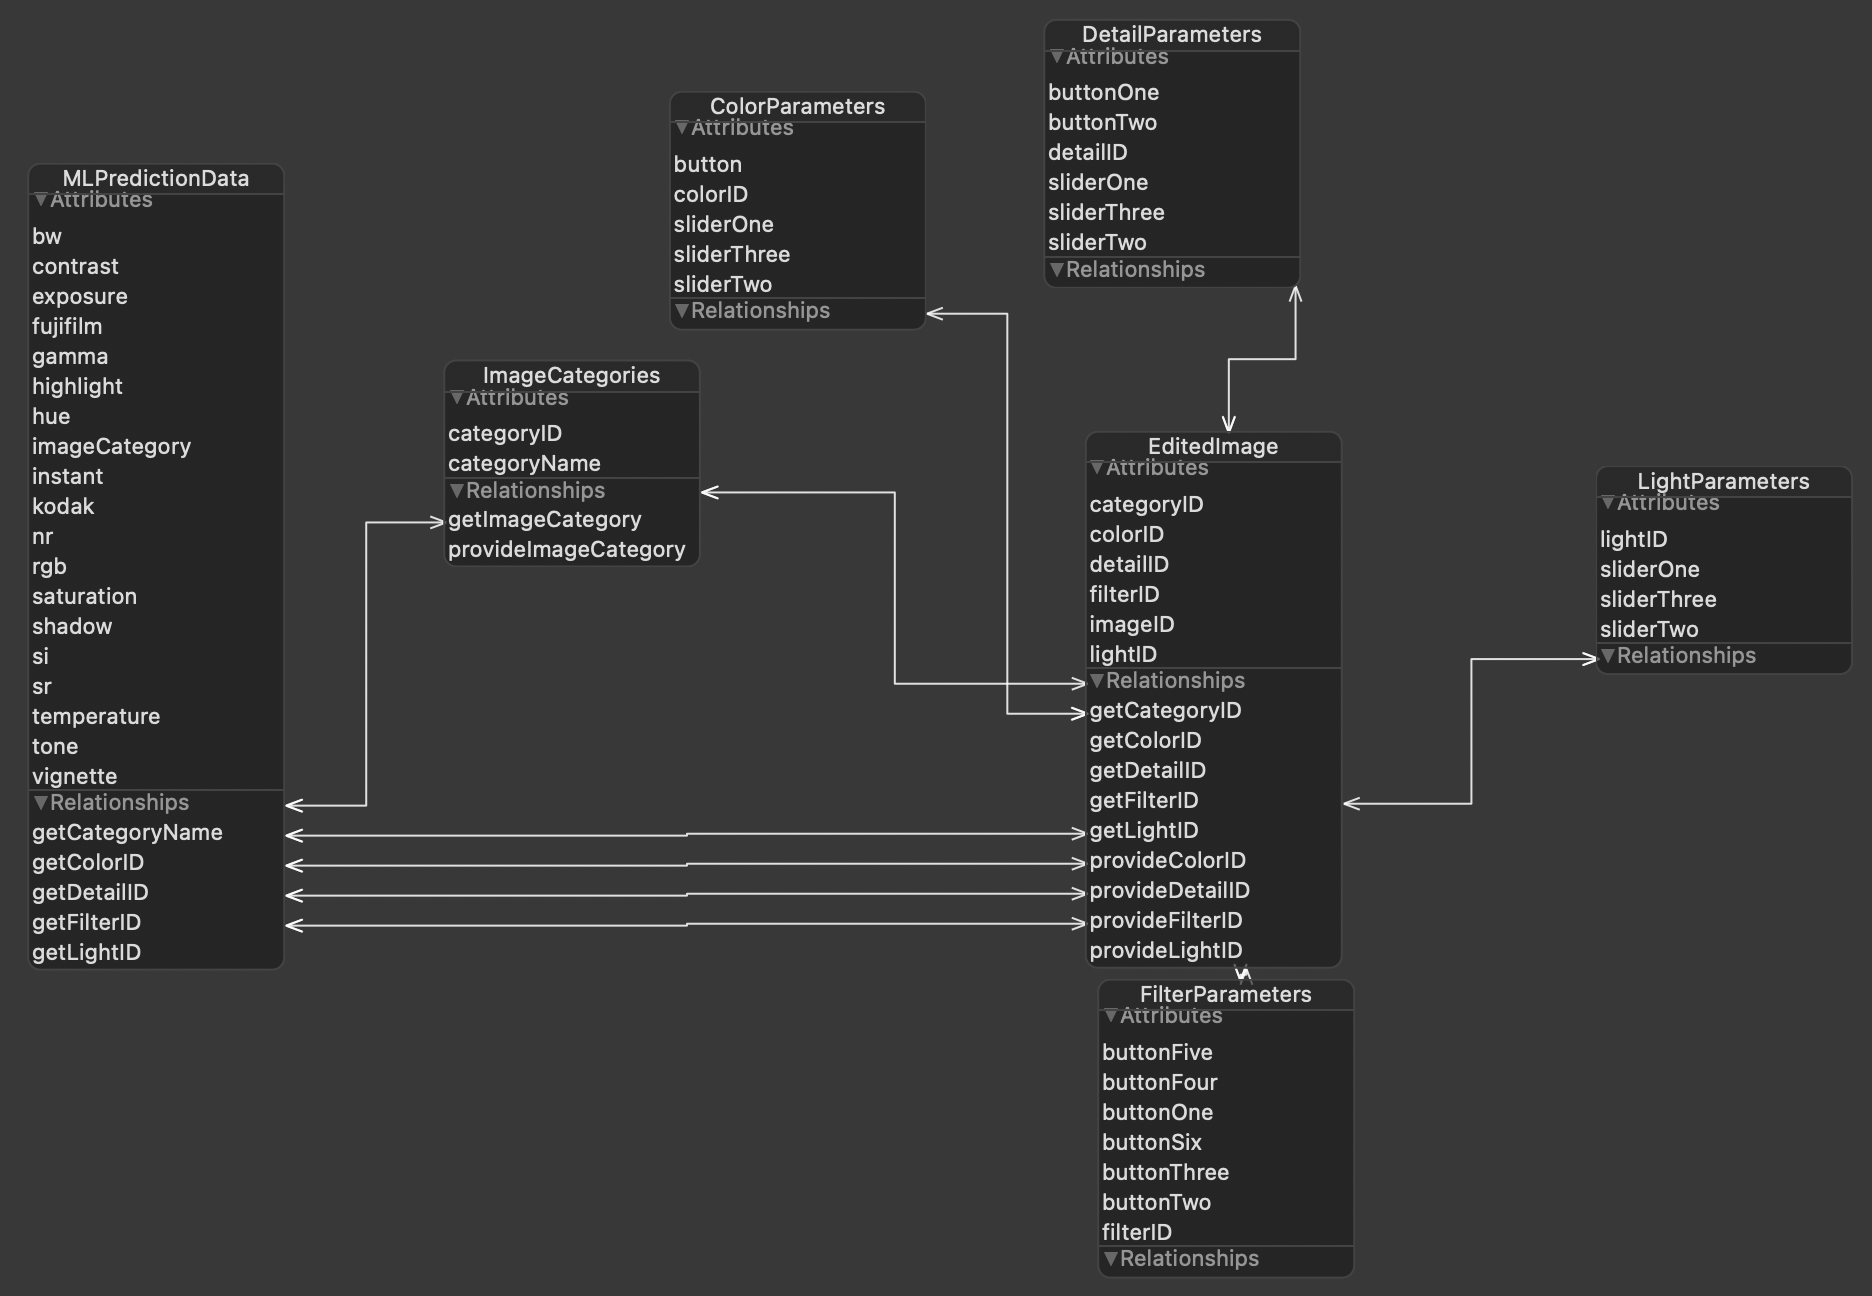 DetailParameters
Attributes
buttonOne
buttonTwo
detailID
sliderOne
sliderThree
sliderTwo
Relationships
ColorParameters
Attributes
button
colorID
sliderOne
sliderThree
sliderTwo
Relationships
MLPredictionData
Attributes
bw
contrast
exposure
fujifilm
gamma
highlight
hue
imageCategory
instant
kodak
nr
rgb
saturation
shadow
si
sr
temperature
tone
vignette
Relationships
getCategoryName
getColorID
getDetailID
getFilterID
getLightID
ImageCategories
Attributes
categoryID
categoryName
Relationships
getImageCategory
provideImageCategory
EditedImage
Attributes
categoryID
colorID
detailID
filterID
imageID
lightID
Relationships
getCategoryID
getColorID
getDetailID
getFilterID
getLightID
provideColorID
provideDetailID
provideFilterID
provideLightID
LightParameters
Attributes
lightID
sliderOne
sliderThree
sliderTwo
Relationships
FilterParameters
Attributes
buttonFive
buttonFour
buttonOne
buttonSix
buttonThree
buttonTwo
filterID
Relationships